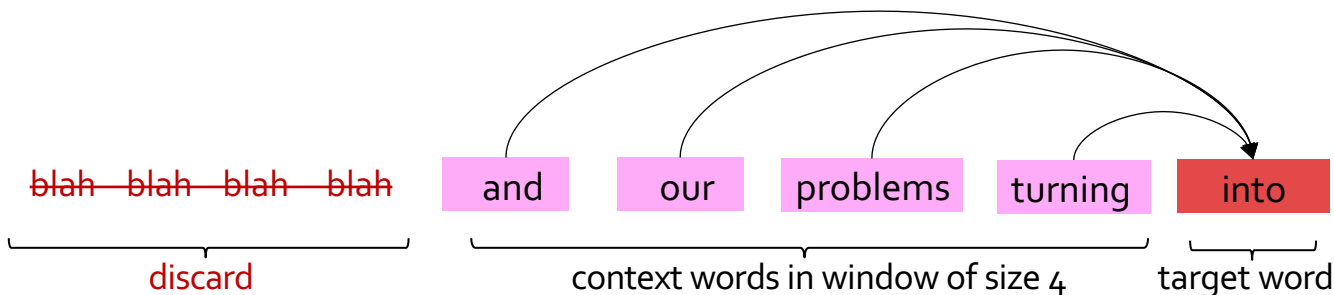 blah blah blah blah and our problems turning into
discard context words in window of size 4 target word